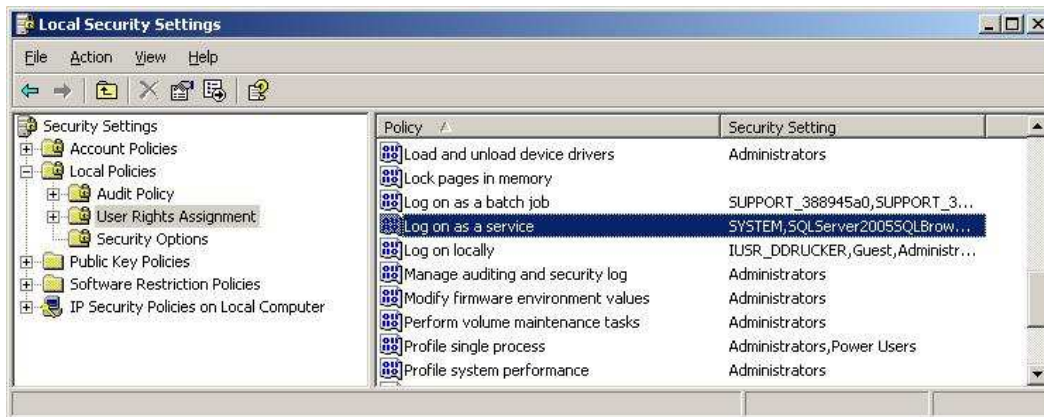 Local Security Settings
File Action View Help
Security Settings
Account Policies
Local Policies
Audit Policy
User Rights Assignment
Security Options
Public Key Policies
Software Restriction Policies
IP Security Policies on Local Computer
Policy Security Setting
Load and unload device drivers Administrators
Lock pages in memory
Log on as a batch job SUPPORT_388945a0,SUPPORT_3...
Log on as a service SYSTEM,SQLServer2005SQLBrow...
Log on locally IUSR_DDRUCKER,Guest,Administr...
Manage auditing and security log Administrators
Modify firmware environment values Administrators
Perform volume maintenance tasks Administrators
Profile single process Administrators,Power Users
Profile system performance Administrators